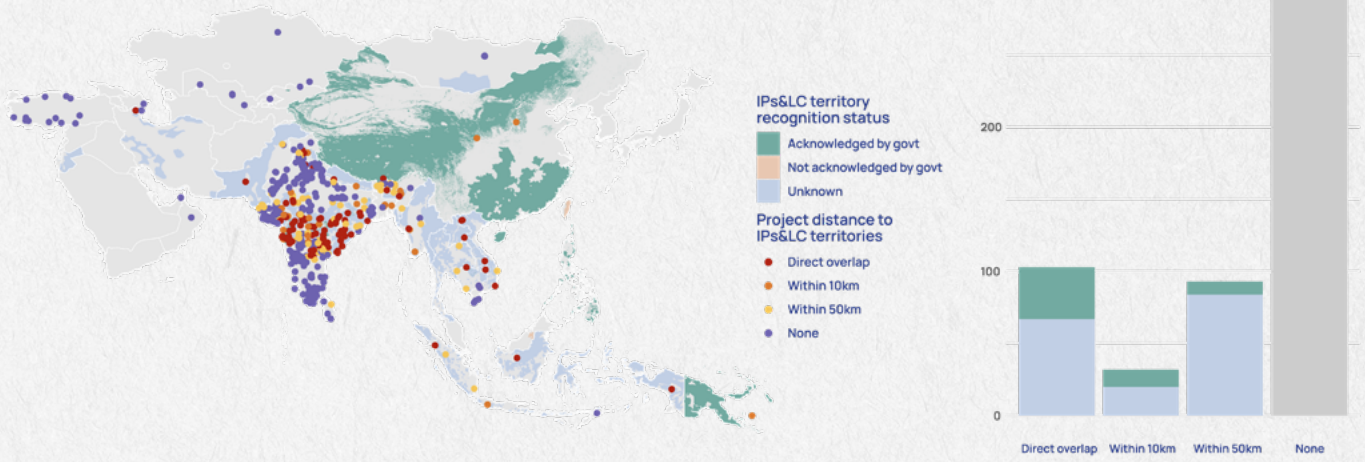 IPs&LC territory
recognition status
Acknowledged by govt
Not acknowledged by govt
Unknown
Project distance to
IPs&LC territories
Direct overlap
Within 10km
Within 50km
None
200
100
0
Direct overlap
Within 10km
Within 50km
None